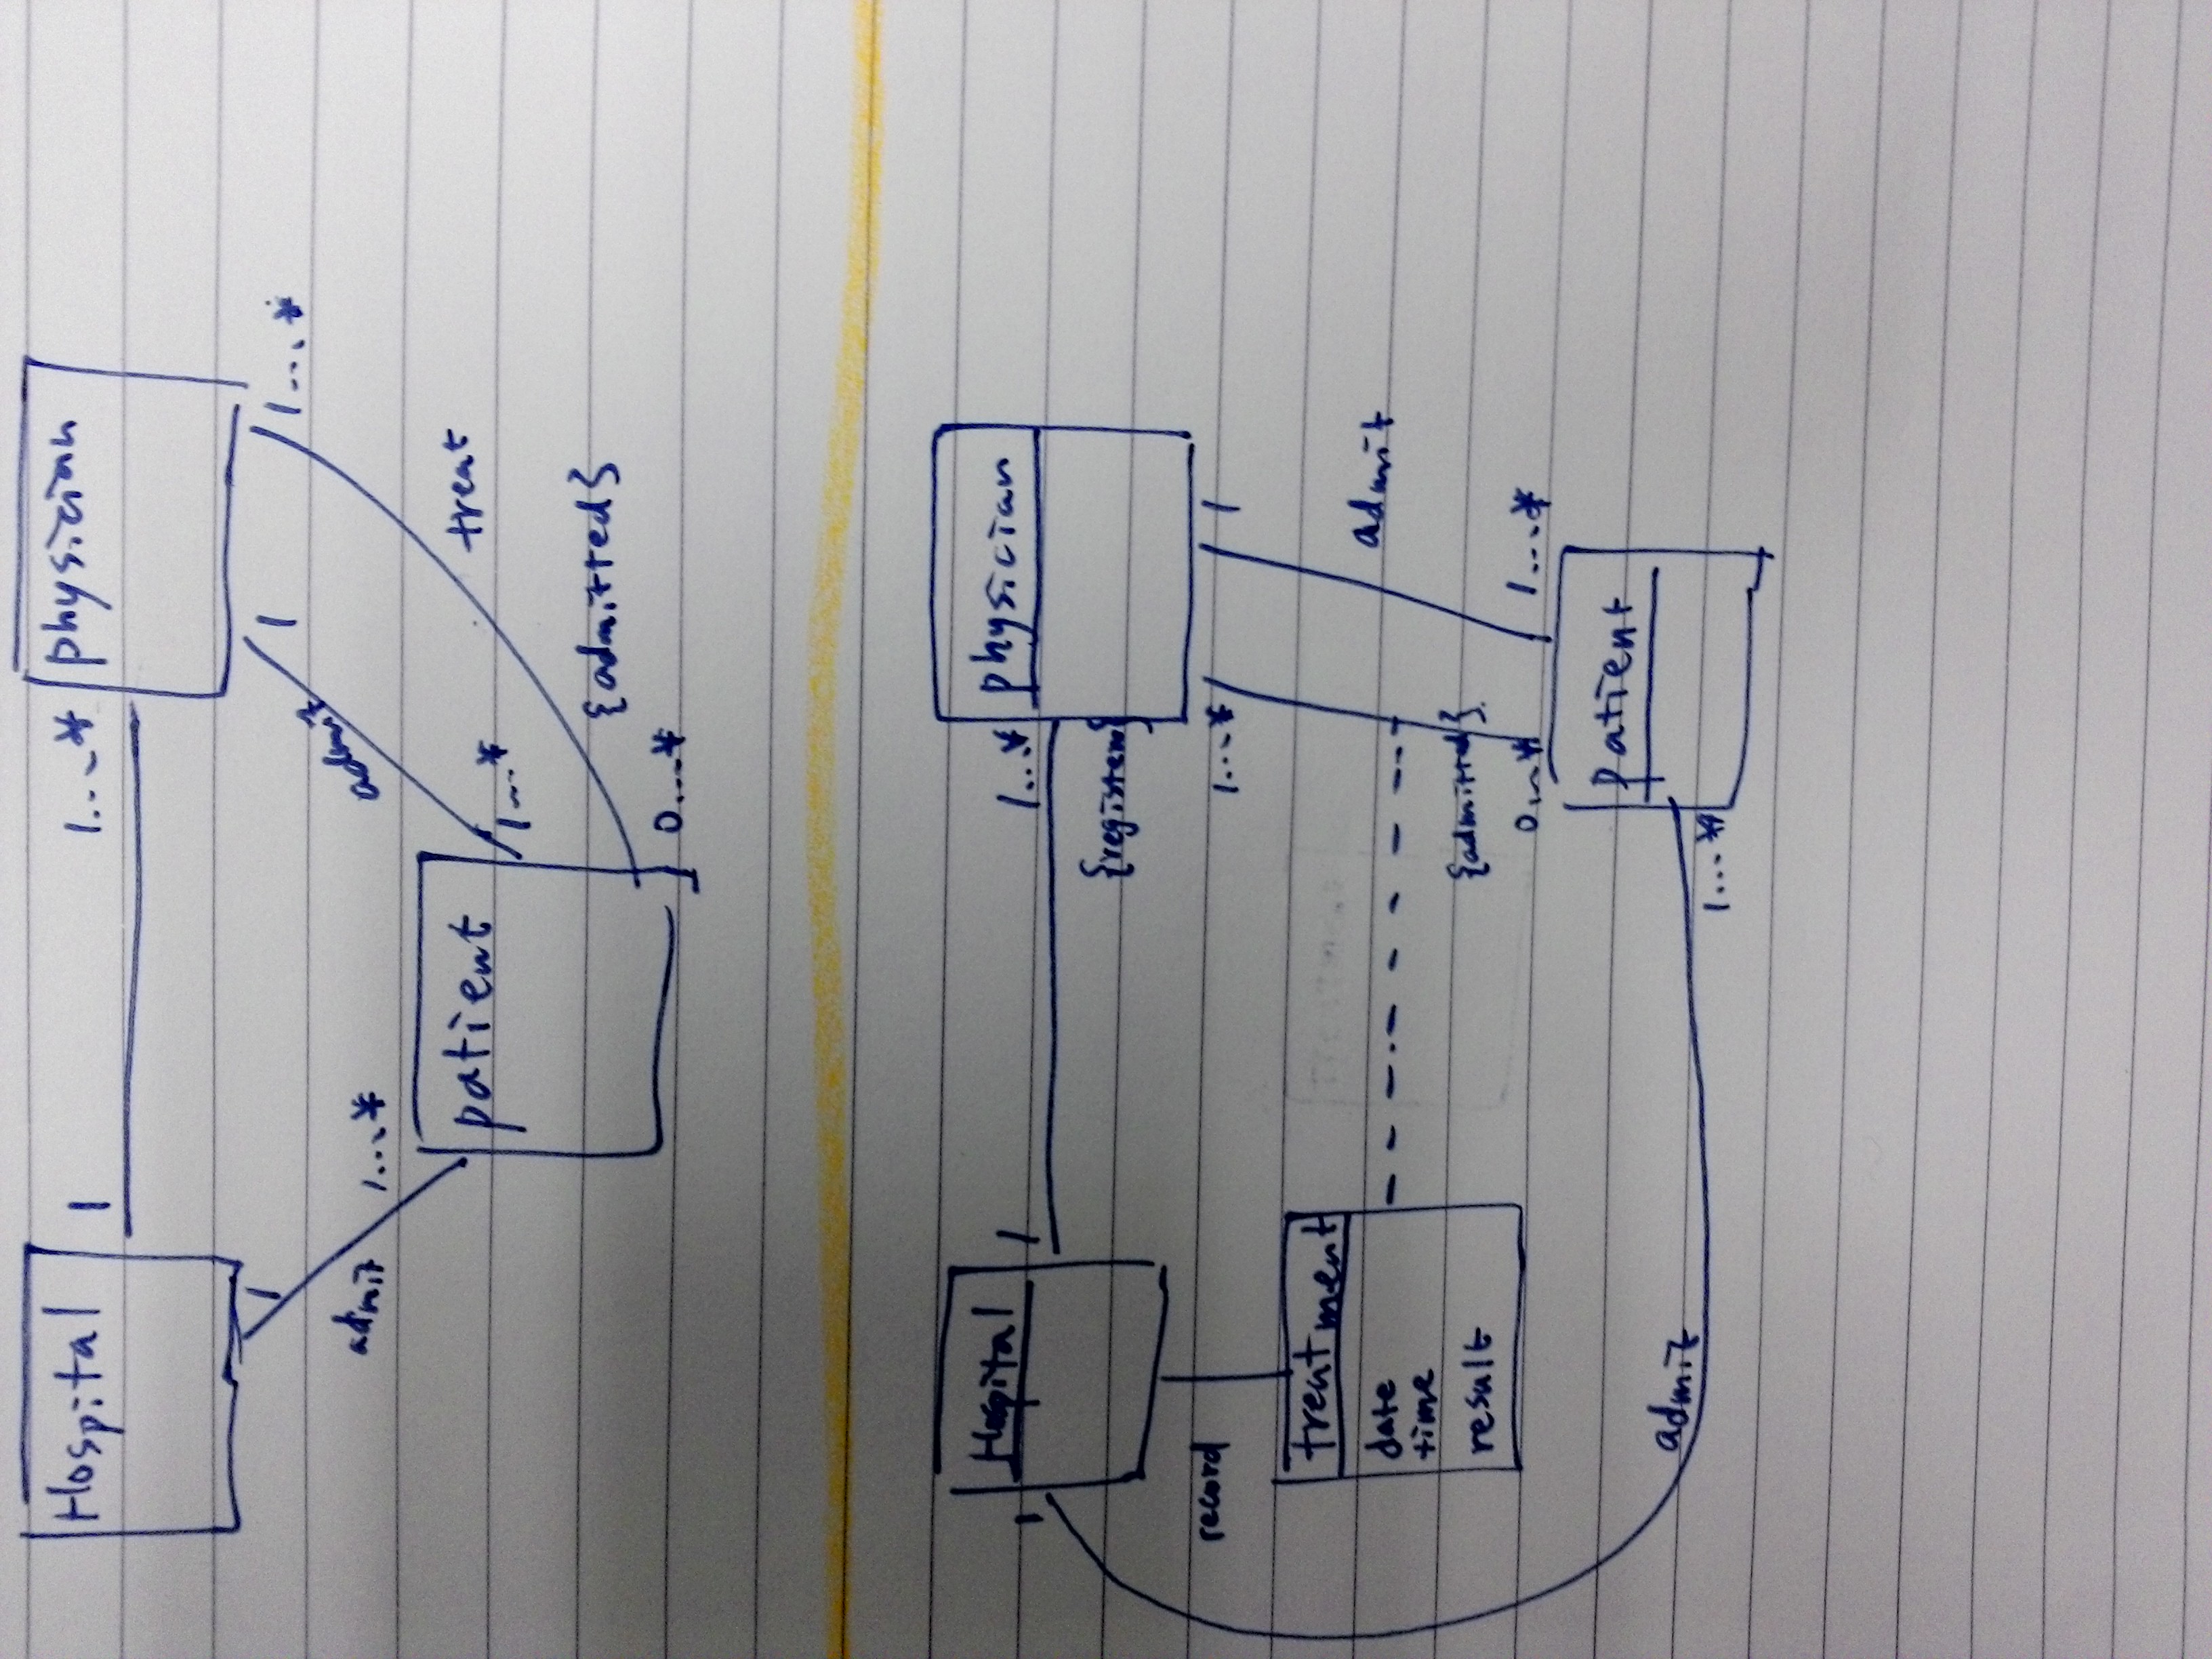 Hospital 1 1...* physician
1 1 1...*
admit 1...* admit
patient 1...* treat
{admitted}
0...*
Hospital physician
1 1 1...*
record 1...* 1
treatment
date admit
time
result {admitted}
0...* 1...*
patient
admit 1...*